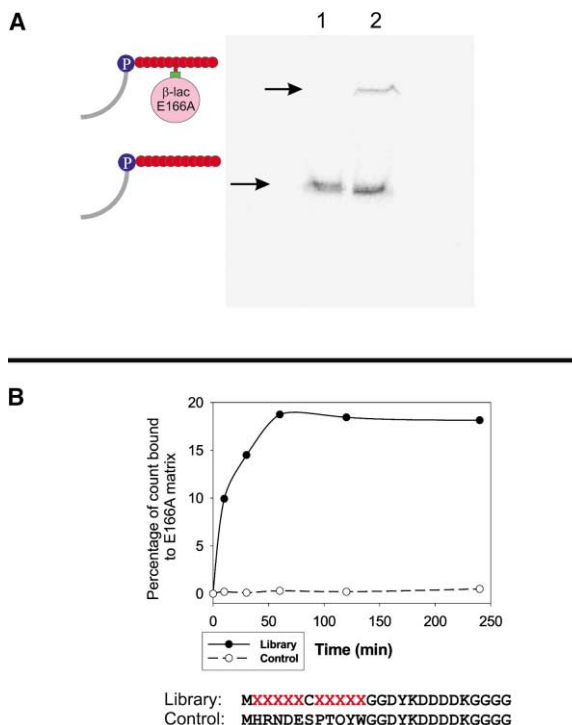 A
1 2
P
β-lac
E166A
P
B
Percentage of count bound
to E166A matrix
20
15
10
5
0
0 50 100 150 200 250
Time (min)
Library
Control
Library: MXXXXXCXXXXXGGDYKDDDDKGGGG
Control: MHRNDESPTOYWGGDYKDDDDKGGGG